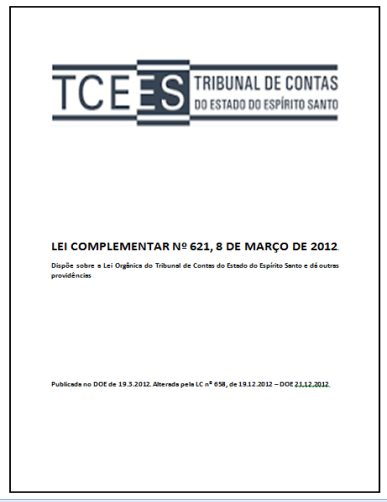 TCEES TRIBUNAL DE CONTAS
DO ESTADO DO ESPÍRITO SANTO
LEI COMPLEMENTAR Nº 621, 8 DE MARÇO DE 2012.
Dispõe sobre a Lei Orgânica do Tribunal de Contas do Estado do Espírito Santo e dá outras
providências
Publicada no DOE de 19.3.2012. Alterada pela LC nº 658, de 19.12.2012 – DOE 21.12.2012.